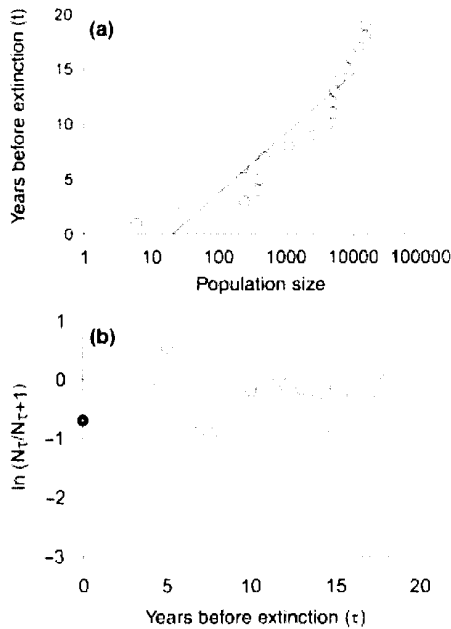 (a)
Years before extinction (t)
20
15
10
5
0
1 10 100 1000 10000 100000
Population size
(b)
ln (Nτ/Nτ+1)
1
0
−1
−2
−3
0 5 10 15 20
Years before extinction (τ)